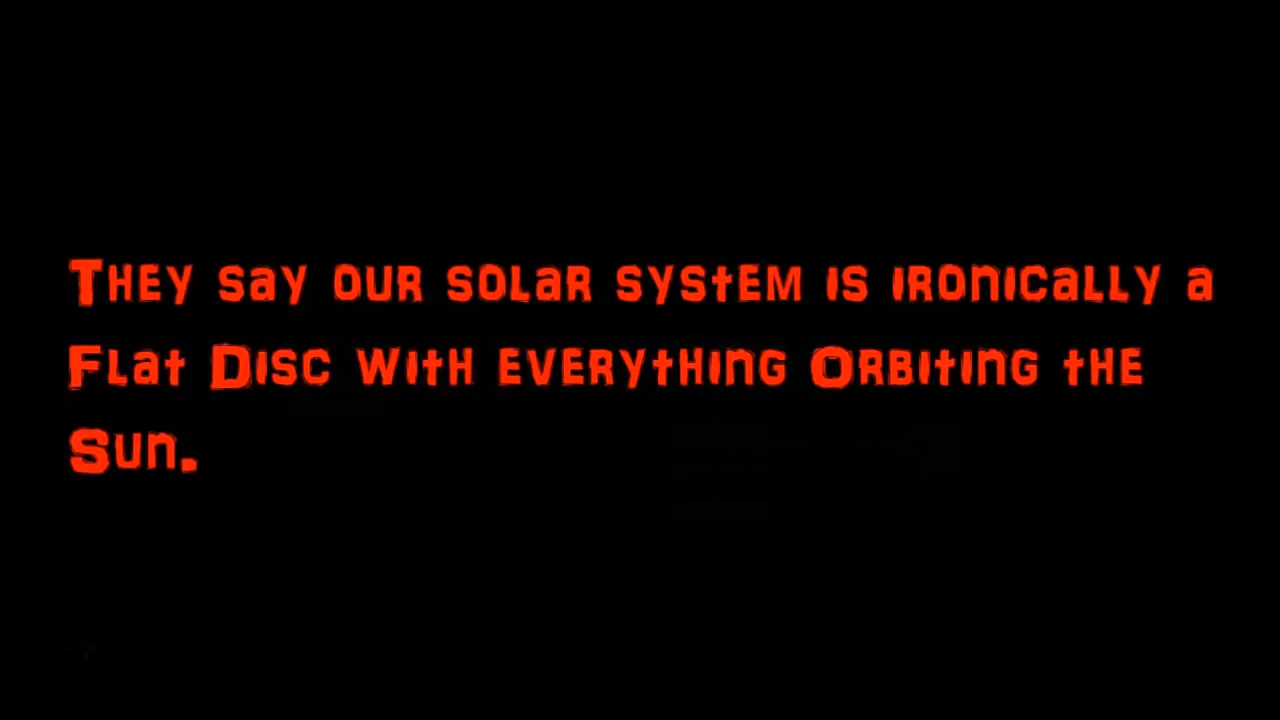 They say our solar system is ironically a
Flat Disc with everything Orbiting the
Sun.